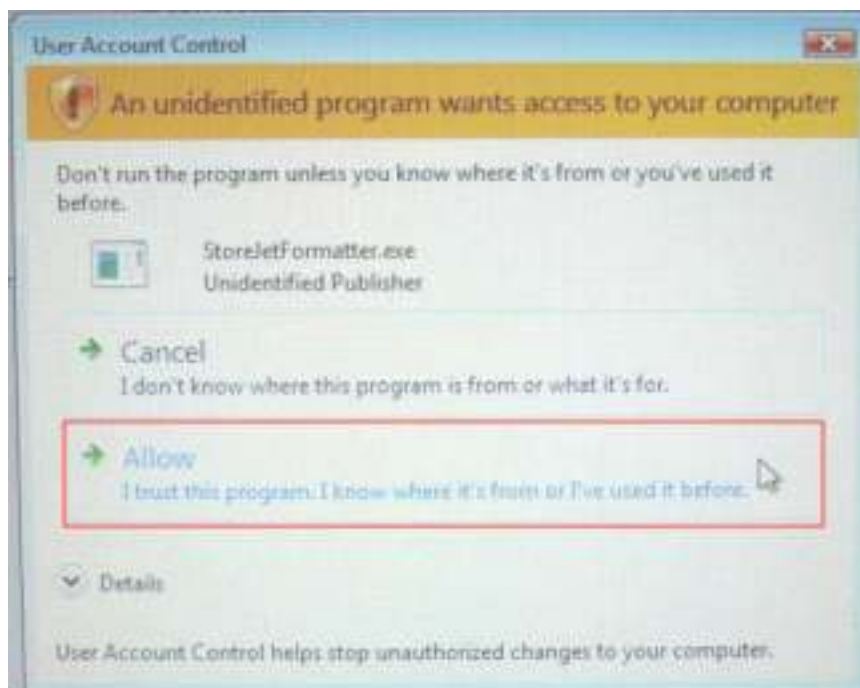 User Account Control
An unidentified program wants access to your computer
Don't run the program unless you know where it's from or you've used it
before.
StoreJetFormatter.exe
Unidentified Publisher
Cancel
I don't know where this program is from or what it's for.
Allow
I trust this program. I know where it's from or I've used it before.
Details
User Account Control helps stop unauthorized changes to your computer.